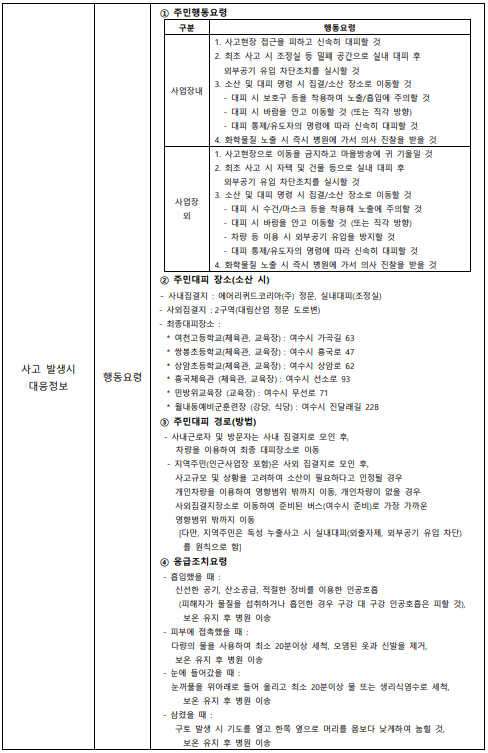 사고 발생시
대응정보
행동요령
① 주민행동요령
구분
행동요령
사업장내
1. 사고현장 접근을 피하고 신속히 대피할 것
2. 최초 사고 시 조정실 등 밀폐 공간으로 실내 대피 후
외부공기 유입 차단조치를 실시할 것
3. 소산 및 대피 명령 시 집결/소산 장소로 이동할 것
- 대피 시 보호구 등을 착용하여 노출/흡입에 주의할 것
- 대피 시 바람을 안고 이동할 것 (또는 직각 방향)
- 대피 통제/유도자의 명령에 따라 신속히 대피할 것
4. 화학물질 노출 시 즉시 병원에 가서 의사 진찰을 받을 것
사업장
외
1. 사고현장으로 이동을 금지하고 마을방송에 귀 기울일 것
2. 최초 사고 시 자택 및 건물 등으로 실내 대피 후
외부공기 유입 차단조치를 실시할 것
3. 소산 및 대피 명령 시 집결/소산 장소로 이동할 것
- 대피 시 수건/마스크 등을 착용해 노출에 주의할 것
- 대피 시 바람을 안고 이동할 것 (또는 직각 방향)
- 차량 등 이용 시 외부공기 유입을 방지할 것
- 대피 통제/유도자의 명령에 따라 신속히 대피할 것
4. 화학물질 노출 시 즉시 병원에 가서 의사 진찰을 받을 것
② 주민대피 장소(소산 시)
- 사내집결지 : 에어리퀴드코리아(주) 정문, 실내대피(조정실)
- 사외집결지 : 2구역(대림산업 정문 도로변)
- 최종대피장소 :
* 여천고등학교(체육관, 교육장) : 여수시 가곡길 63
* 쌍봉초등학교(체육관, 교육장) : 여수시 흥국로 47
* 상암초등학교(체육관, 교육장) : 여수시 상암로 62
* 흥국체육관 (체육관, 교육장) : 여수시 선소로 93
* 민방위교육장 (교육장) : 여수시 무선로 71
* 월내동예비군훈련장 (강당, 식당) : 여수시 진달래길 228
③ 주민대피 경로(방법)
- 사내근로자 및 방문자는 사내 집결지로 모인 후,
차량을 이용하여 최종 대피장소로 이동
- 지역주민(인근사업장 포함)은 사외 집결지로 모인 후,
사고규모 및 상황을 고려하여 소산이 필요하다고 인정될 경우
개인차량을 이용하여 영향범위 밖까지 이동, 개인차량이 없을 경우
사외집결지장소로 이동하여 준비된 버스(여수시 준비)로 가장 가까운
영향범위 밖까지 이동
[다만, 지역주민은 독성 누출사고 시 실내대피(외출자제, 외부공기 유입 차단)
를 원칙으로 함]
④ 응급조치요령
- 흡입했을 때 :
신선한 공기, 산소공급, 적절한 장비를 이용한 인공호흡
(피해자가 물질을 섭취하거나 흡인한 경우 구강 대 구강 인공호흡은 피할 것),
보온 유지 후 병원 이송
- 피부에 접촉했을 때 :
다량의 물을 사용하여 최소 20분이상 세척, 오염된 옷과 신발을 제거,
보온 유지 후 병원 이송
- 눈에 들어갔을 때 :
눈꺼풀을 위아래로 들어 올리고 최소 20분이상 물 또는 생리식염수로 세척,
보온 유지 후 병원 이송
- 삼켰을 때 :
구토 발생 시 기도를 열고 한쪽 옆으로 머리를 몸보다 낮게하여 눕힐 것,
보온 유지 후 병원 이송